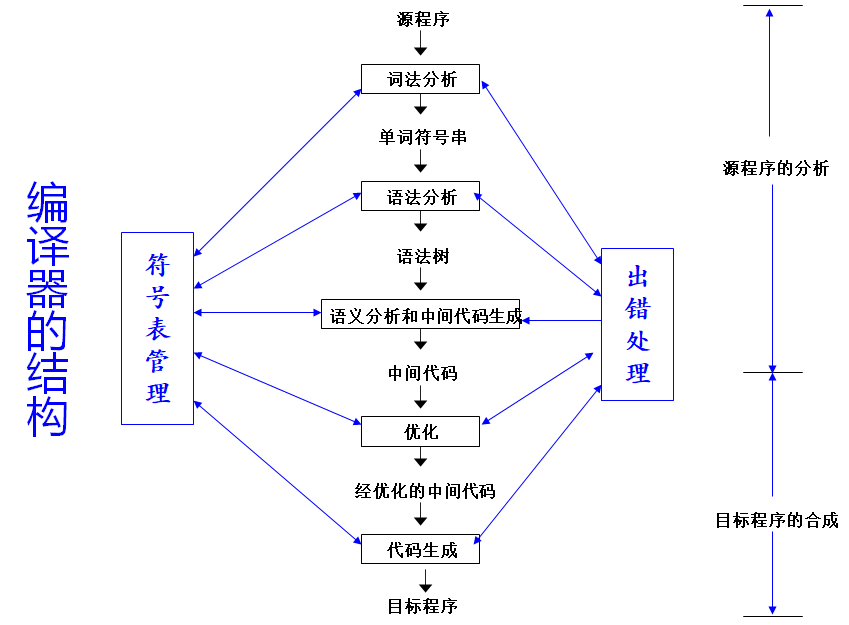 编译器的结构
源程序
词法分析
单词符号串
语法分析
语法树
语义分析和中间代码生成
中间代码
优化
经优化的中间代码
代码生成
目标程序
符号表管理
出错处理
源程序的分析
目标程序的合成